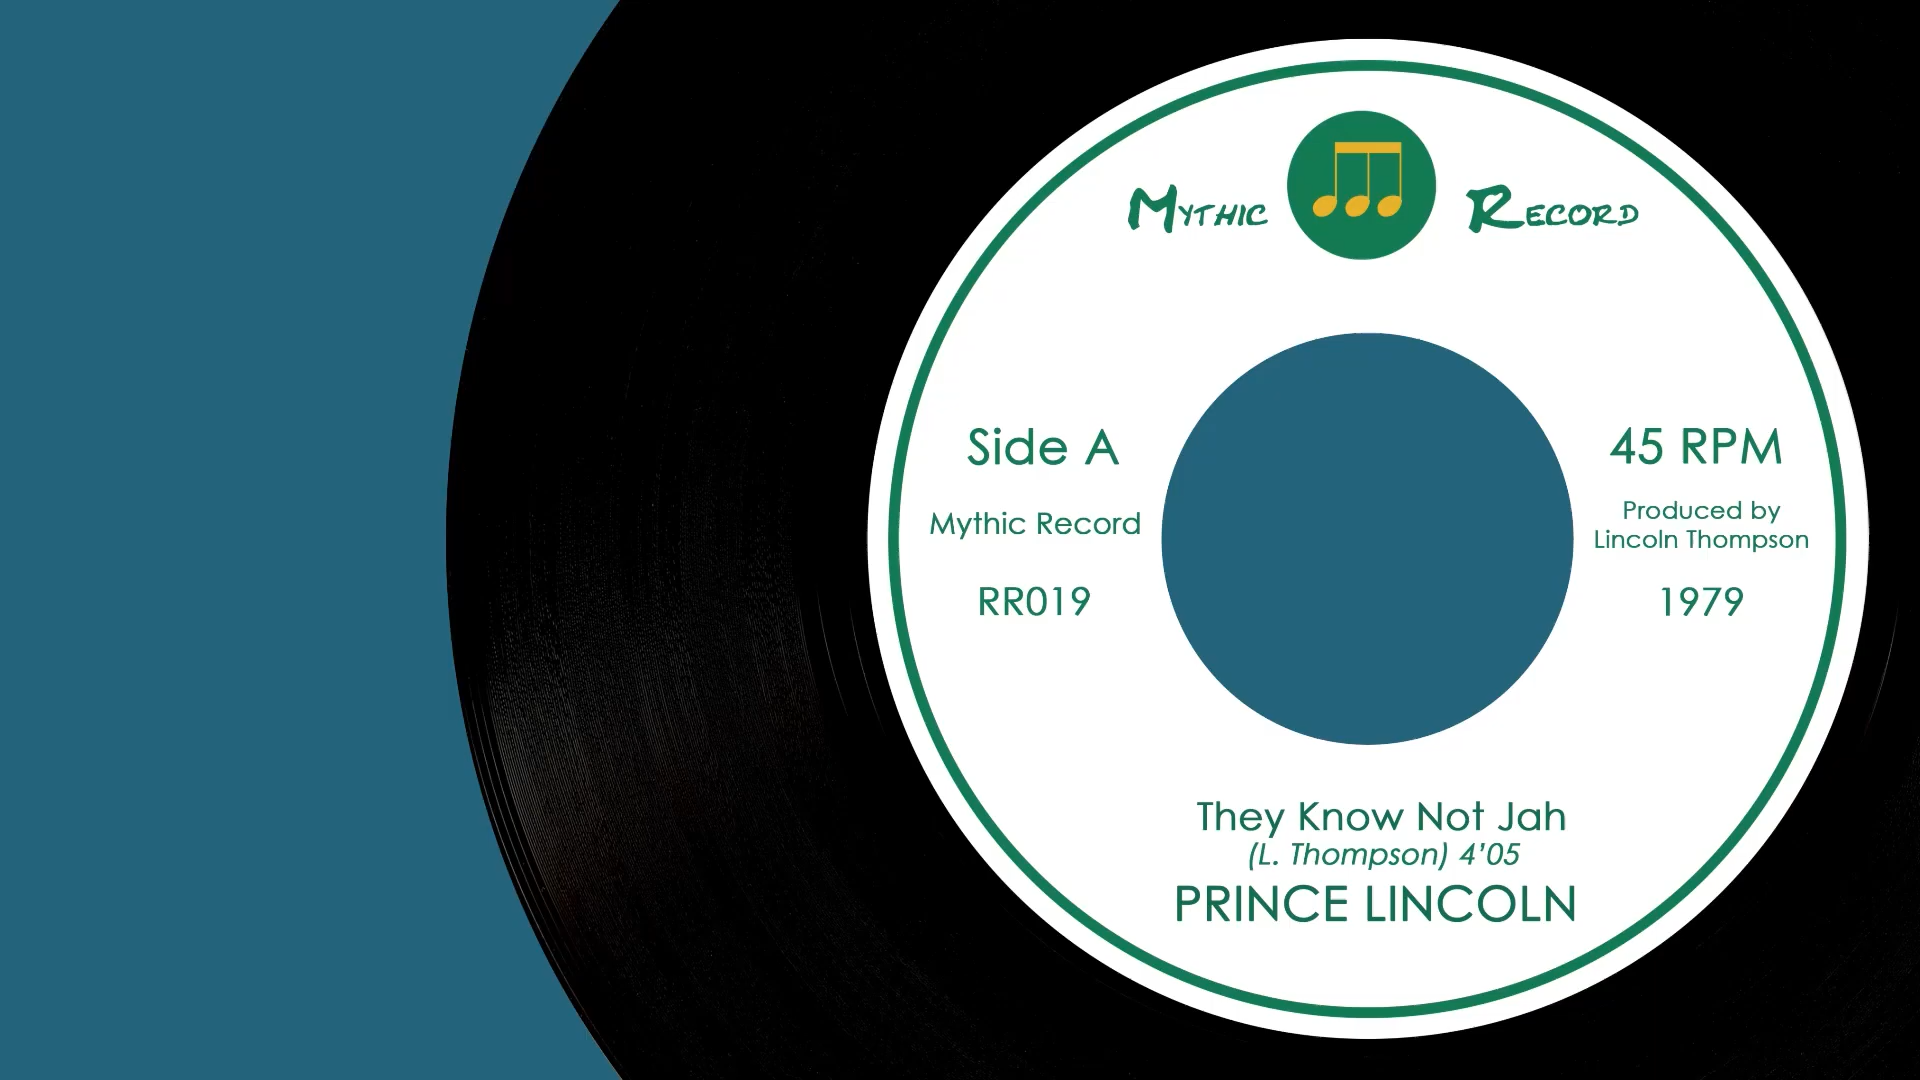 Mythic Record
Side A
Mythic Record
RR019
45 RPM
Produced by
Lincoln Thompson
1979
They Know Not Jah
(L. Thompson) 4’05
PRINCE LINCOLN